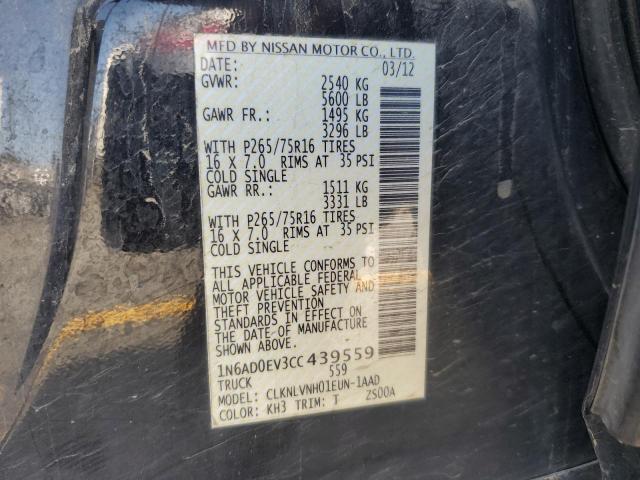 MFD BY NISSAN MOTOR CO., LTD.
DATE: 03/12
GVWR: 2540 KG
5600 LB
GAWR FR.: 1495 KG
3296 LB
WITH P265/75R16 TIRES
16 X 7.0 RIMS AT 35 PSI
COLD SINGLE
GAWR RR.: 1511 KG
3331 LB
WITH P265/75R16 TIRES
16 X 7.0 RIMS AT 35 PSI
COLD SINGLE
THIS VEHICLE CONFORMS TO
ALL APPLICABLE FEDERAL
MOTOR VEHICLE SAFETY AND
THEFT PREVENTION
STANDARDS IN EFFECT ON
THE DATE OF MANUFACTURE
SHOWN ABOVE.
1N6AD0EV3CC439559
TRUCK 559
MODEL: CLKNLVNH01EUN-1AAD
COLOR: KH3 TRIM: T ZS00A